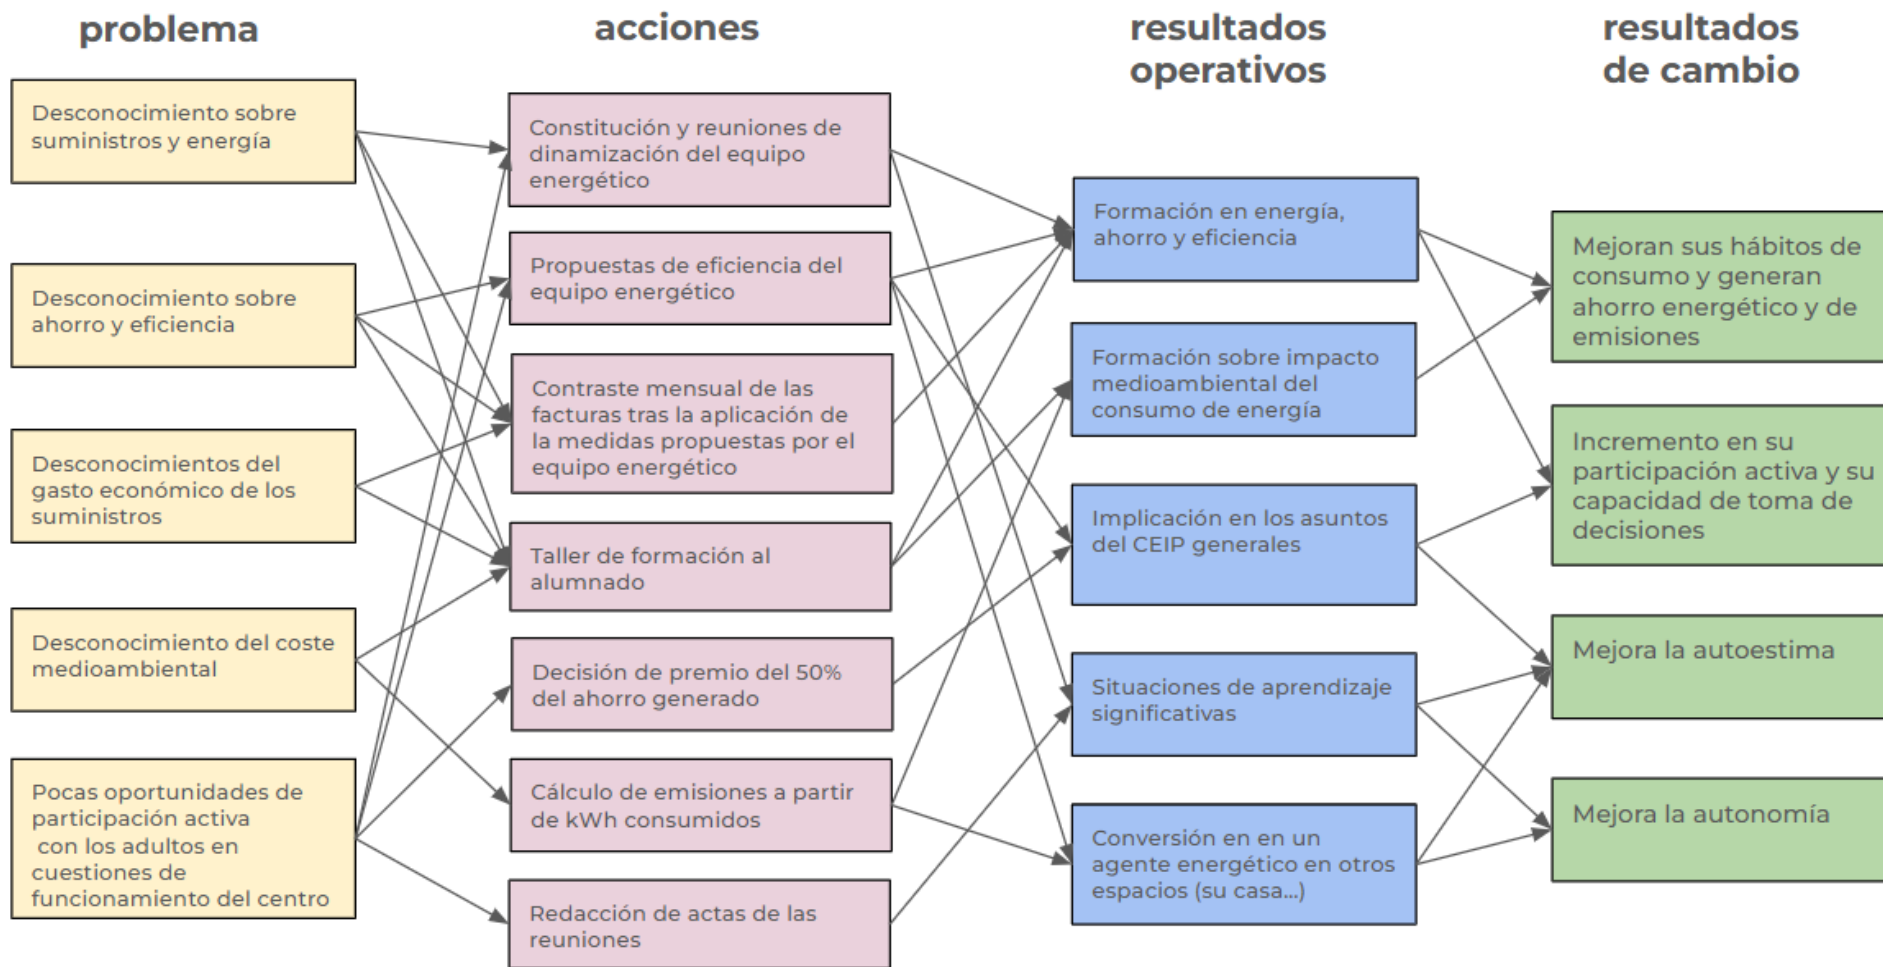 problema
acciones
resultados
operativos
resultados
de cambio
Desconocimiento sobre
suministros y energía
Desconocimiento sobre
ahorro y eficiencia
Desconocimientos del
gasto económico de los
suministros
Desconocimiento del coste
medioambiental
Pocas oportunidades de
participación activa
con los adultos en
cuestiones de
funcionamiento del centro
Constitución y reuniones de
dinamización del equipo
energético
Propuestas de eficiencia del
equipo energético
Contraste mensual de las
facturas tras la aplicación de
la medidas propuestas por el
equipo energético
Taller de formación al
alumnado
Decisión de premio del 50%
del ahorro generado
Cálculo de emisiones a partir
de kWh consumidos
Redacción de actas de las
reuniones
Formación en energía,
ahorro y eficiencia
Formación sobre impacto
medioambiental del
consumo de energía
Implicación en los asuntos
del CEIP generales
Situaciones de aprendizaje
significativas
Conversión en en un
agente energético en otros
espacios (su casa...)
Mejoran sus hábitos de
consumo y generan
ahorro energético y de
emisiones
Incremento en su
participación activa y su
capacidad de toma de
decisiones
Mejora la autoestima
Mejora la autonomía